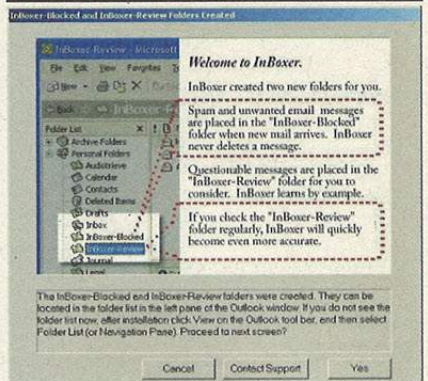 InBoxer-Blocked and InBoxer-Review Folders Created
InBoxer-Review - Microsoft
File Edit View Favorites
New
Back
Folder List
Archive Folders
Personal Folders
Audiotrieve
Calendar
Contacts
Deleted Items
Drafts
Inbox
InBoxer-Blocked
InBoxer-Review
Journal
Legal
Welcome to InBoxer.
InBoxer created two new folders for you.
Spam and unwanted email messages
are placed in the "InBoxer-Blocked"
folder when new mail arrives. InBoxer
never deletes a message.
Questionable messages are placed in the
"InBoxer-Review" folder for you to
consider. InBoxer learns by example.
If you check the "InBoxer-Review"
folder regularly, InBoxer will quickly
become even more accurate.
The InBoxer-Blocked and InBoxer-Review folders were created. They can be
located in the folder list in the left pane of the Outlook window. If you do not see the
folder list now, after installation click View on the Outlook tool bar, and then select
Folder List (or Navigation Pane). Proceed to next screen?
Cancel
Contact Support
Yes